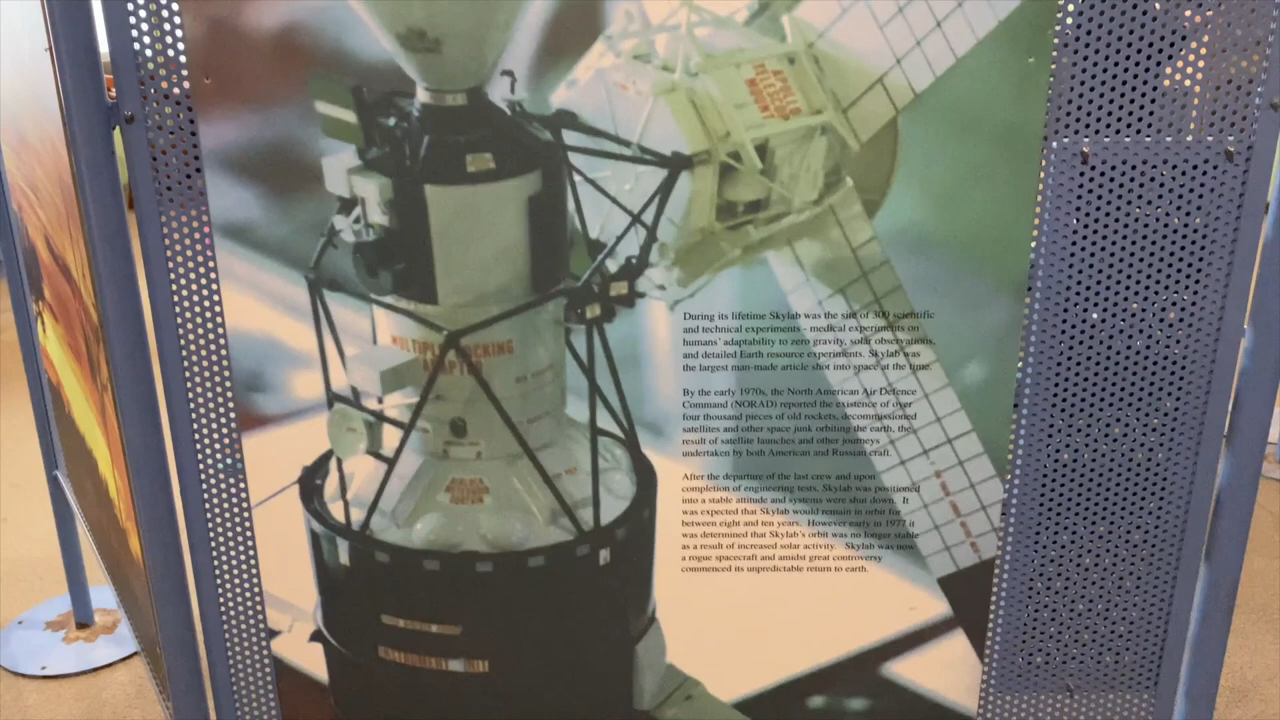 APOLLO
TELESCOPE
MOUNT
During its lifetime Skylab was the site of 300 scientific
and technical experiments - medical experiments on
humans' adaptability to zero gravity, solar observations,
and detailed Earth resource experiments. Skylab was
the largest man-made article shot into space at the time.
MULTIPLE DOCKING
ADAPTER
By the early 1970s, the North American Air Defence
Command (NORAD) reported the existence of over
four thousand pieces of old rockets, decommissioned
satellites and other space junk orbiting the earth, the
result of satellite launches and other journeys
undertaken by both American and Russian craft.
After the departure of the last crew and upon
completion of engineering tests, Skylab was positioned
into a stable attitude and systems were shut down. It
was expected that Skylab would remain in orbit for
between eight and ten years. However early in 1977 it
was determined that Skylab's orbit was no longer stable
as a result of increased solar activity. Skylab was now
a rogue spacecraft and amidst great controversy
commenced its unpredictable return to earth.
INSTRUMENT UNIT